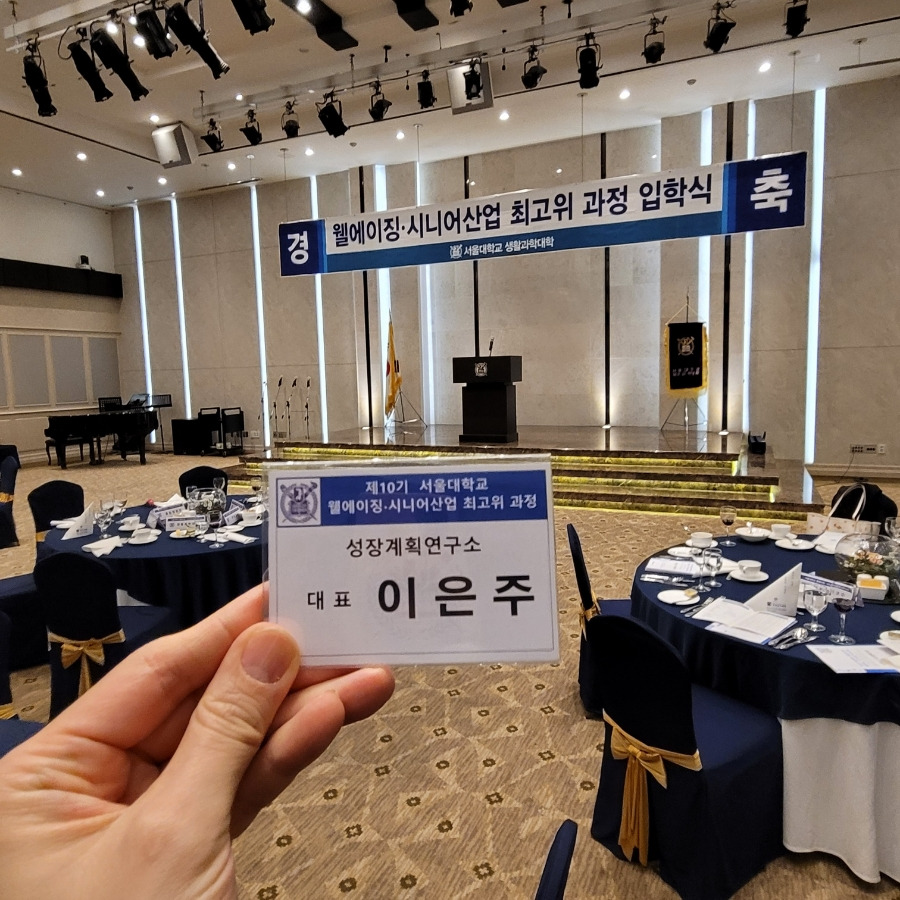 경 웰에이징·시니어산업 최고위 과정 입학식 축
서울대학교 생활과학대학
제10기 서울대학교
웰에이징·시니어산업 최고위 과정
성장계획연구소
대표 이은주